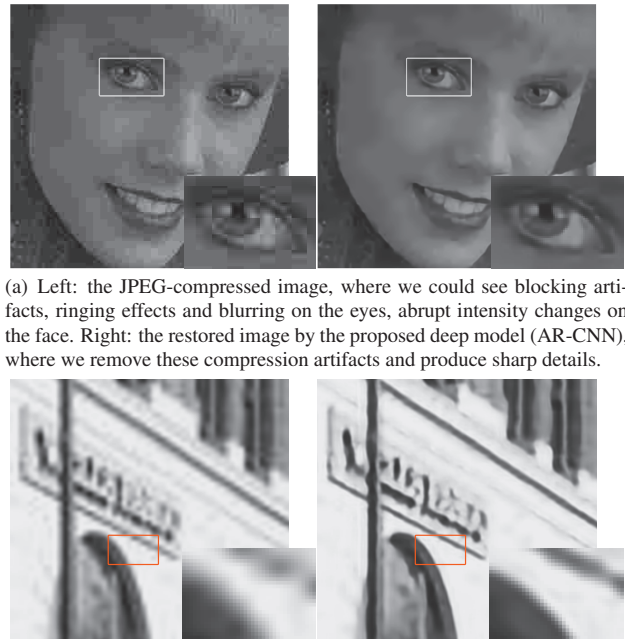 (a) Left: the JPEG-compressed image, where we could see blocking arti-
facts, ringing effects and blurring on the eyes, abrupt intensity changes on
the face. Right: the restored image by the proposed deep model (AR-CNN),
where we remove these compression artifacts and produce sharp details.